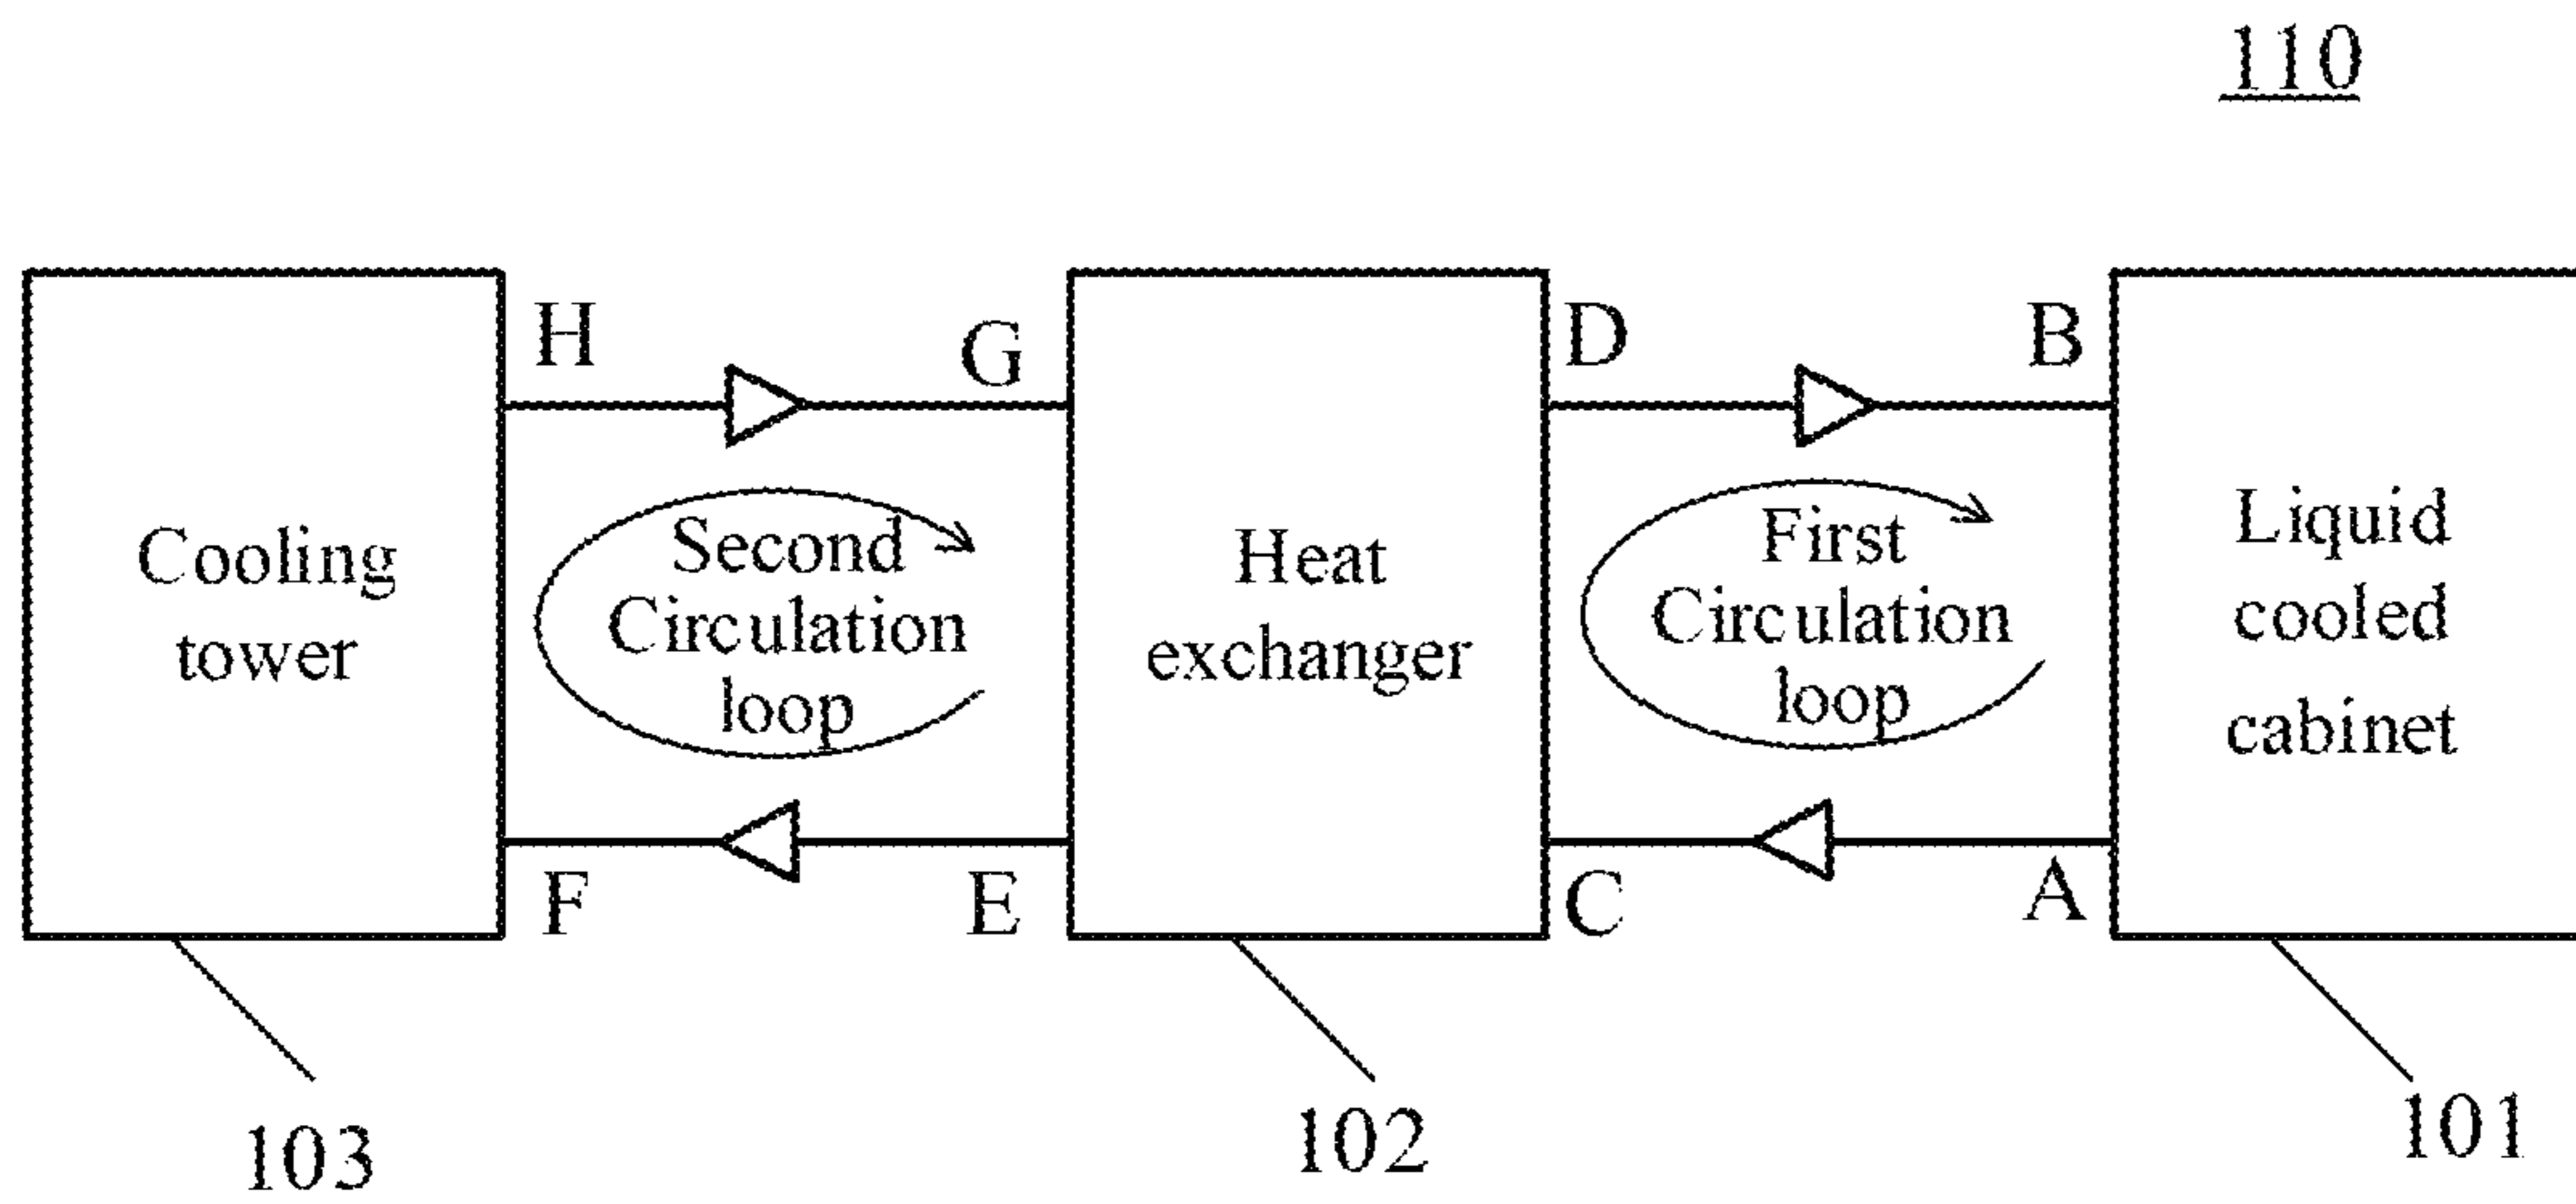 110
H
G
D
B
Cooling
tower
Second
Circulation
loop
Heat
exchanger
First
Circulation
loop
Liquid
cooled
cabinet
F
E
C
A
103
102
101